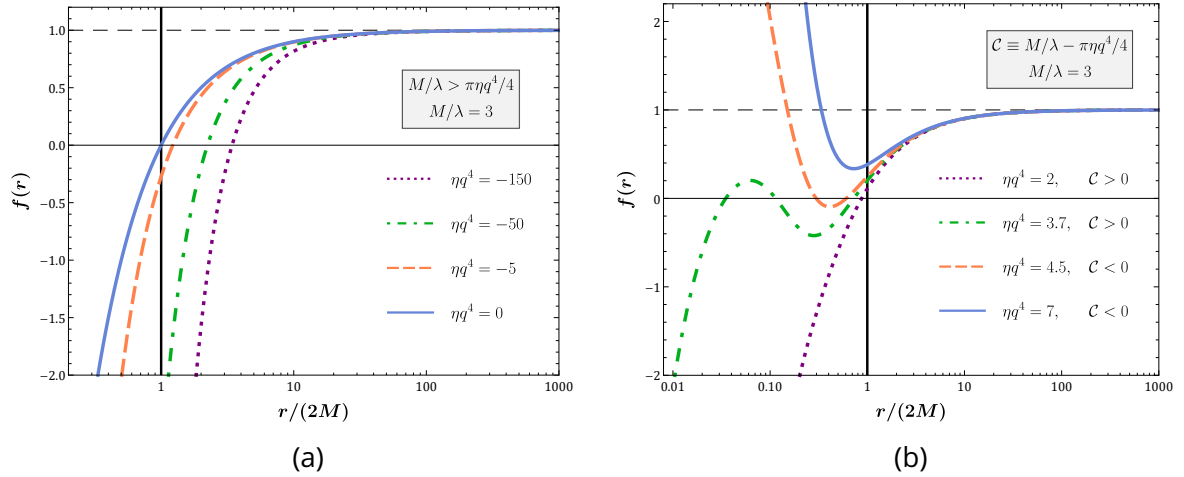 1.0
0.5
0.0
−0.5
−1.0
−1.5
−2.0
f(r)
M/λ > πηq⁴/4
M/λ = 3
ηq⁴ = −150
ηq⁴ = −50
ηq⁴ = −5
ηq⁴ = 0
1 10 100 1000
r/(2M)
(a)
2
1
0
−1
−2
f(r)
𝒞 ≡ M/λ − πηq⁴/4
M/λ = 3
ηq⁴ = 2, 𝒞 > 0
ηq⁴ = 3.7, 𝒞 > 0
ηq⁴ = 4.5, 𝒞 < 0
ηq⁴ = 7, 𝒞 < 0
0.01 0.10 1 10 100 1000
r/(2M)
(b)